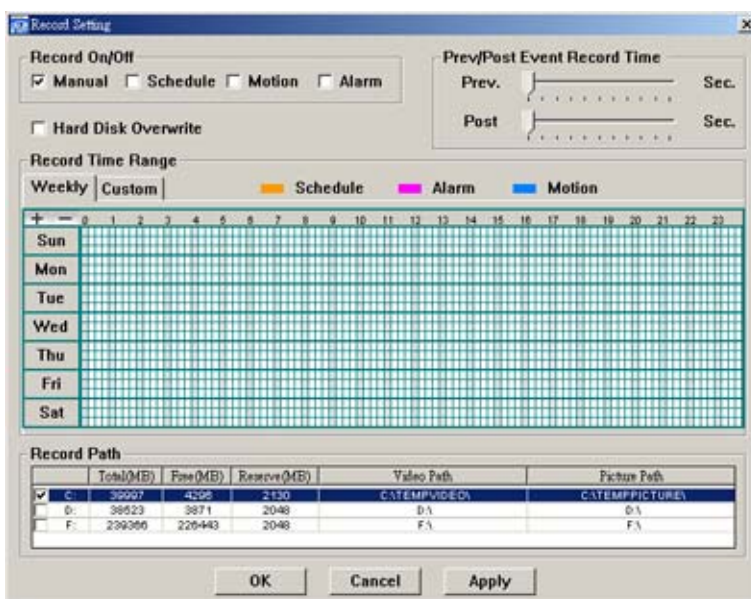 Record Setting
Record On/Off
Manual Schedule Motion Alarm
Hard Disk Overwrite
Prev/Post Event Record Time
Prev. Sec.
Post Sec.
Record Time Range
Weekly Custom Schedule Alarm Motion
+ − 0 1 2 3 4 5 6 7 8 9 10 11 12 13 14 15 16 17 18 19 20 21 22 23
Sun
Mon
Tue
Wed
Thu
Fri
Sat
Record Path
Total(MB) Free(MB) Reserve(MB) Video Path Picture Path
C: 39997 4296 2130 C:\TEMPVIDEO\ C:\TEMPPICTURE\
D: 38523 3871 2048 D:\ D:\
F: 239366 226443 2048 F:\ F:\
OK Cancel Apply